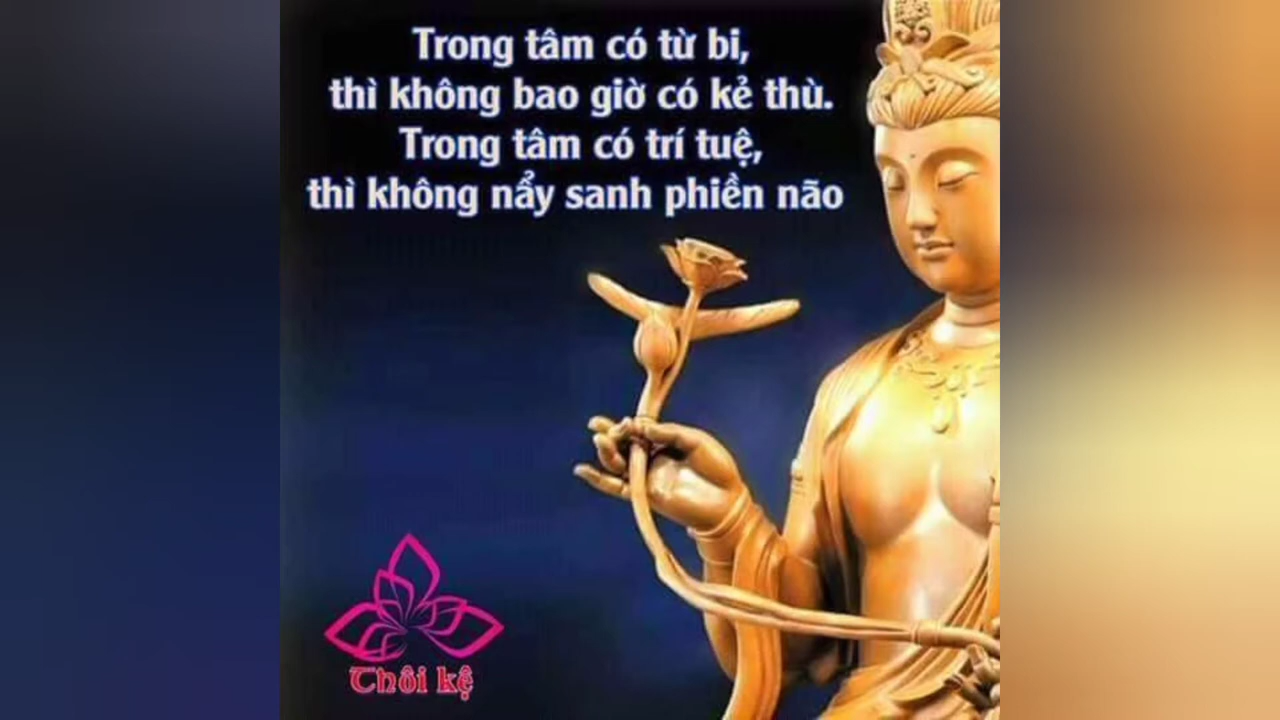 Trong tâm có từ bi,
thì không bao giờ có kẻ thù.
Trong tâm có trí tuệ,
thì không nẩy sanh phiền não
Thôi kệ